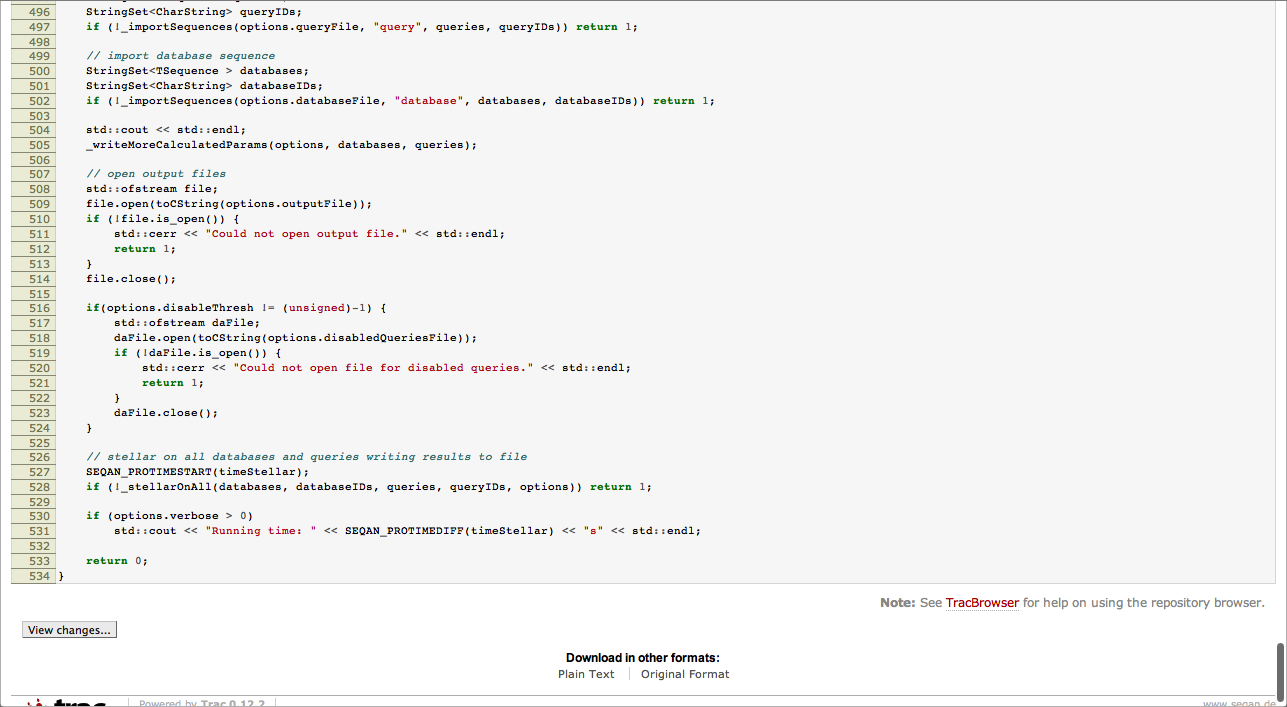 496 StringSet<CharString> queryIDs;
497 if (!_importSequences(options.queryFile, "query", queries, queryIDs)) return 1;
498
499 // import database sequence
500 StringSet<TSequence > databases;
501 StringSet<CharString> databaseIDs;
502 if (!_importSequences(options.databaseFile, "database", databases, databaseIDs)) return 1;
503
504 std::cout << std::endl;
505 _writeMoreCalculatedParams(options, databases, queries);
506
507 // open output files
508 std::ofstream file;
509 file.open(toCString(options.outputFile));
510 if (!file.is_open()) {
511 std::cerr << "Could not open output file." << std::endl;
512 return 1;
513 }
514 file.close();
515
516 if(options.disableThresh != (unsigned)-1) {
517 std::ofstream daFile;
518 daFile.open(toCString(options.disabledQueriesFile));
519 if (!daFile.is_open()) {
520 std::cerr << "Could not open file for disabled queries." << std::endl;
521 return 1;
522 }
523 daFile.close();
524 }
525
526 // stellar on all databases and queries writing results to file
527 SEQAN_PROTIMESTART(timeStellar);
528 if (!_stellarOnAll(databases, databaseIDs, queries, queryIDs, options)) return 1;
529
530 if (options.verbose > 0)
531 std::cout << "Running time: " << SEQAN_PROTIMEDIFF(timeStellar) << "s" << std::endl;
532
533 return 0;
534 }
Note: See TracBrowser for help on using the repository browser.
View changes...
Download in other formats:
Plain Text Original Format
trac Powered by Trac 0.12.2 www.seqan.de